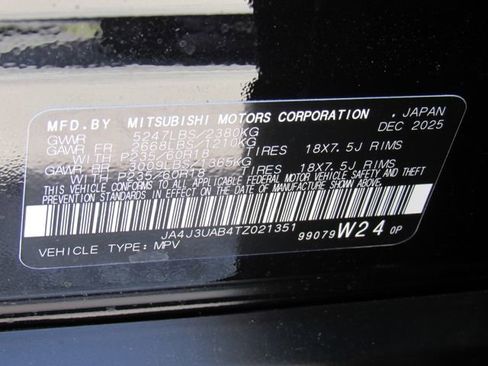 MFD.BY MITSUBISHI MOTORS CORPORATION , JAPAN
GVWR 5247LBS/2380KG DEC 2025
GAWR FR 2668LBS/1210KG
WITH P235/60R18 TIRES 18X7.5J RIMS
GAWR RR 3009LBS/1365KG
WITH P235/60R18 TIRES 18X7.5J RIMS
THIS VEHICLE CONFORMS TO ALL APPLICABLE FEDERAL MOTOR VEHICLE SAFETY AND THEFT
PREVENTION STANDARDS IN EFFECT ON THE DATE OF MANUFACTURE SHOWN ABOVE.
JA4J3UAB4TZ021351
VEHICLE TYPE: MPV 99079 W24 0P